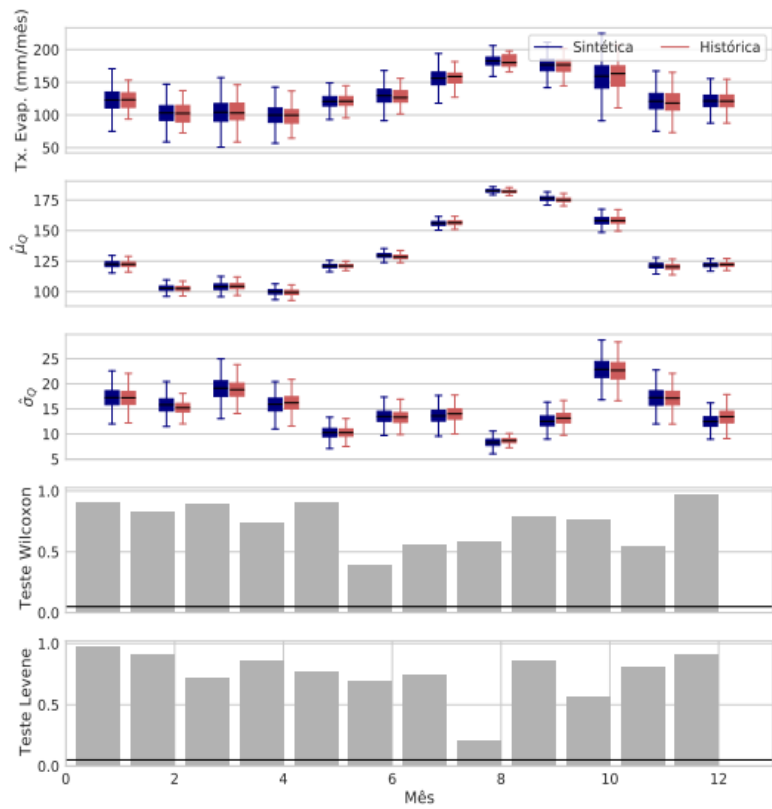 Tx. Evap. (mm/mês)
200
150
100
50
Sintética
Histórica
μ̂_Q
175
150
125
100
σ̂_Q
25
20
15
10
5
Teste Wilcoxon
1.0
0.5
0.0
Teste Levene
1.0
0.5
0.0
0 2 4 6 8 10 12
Mês